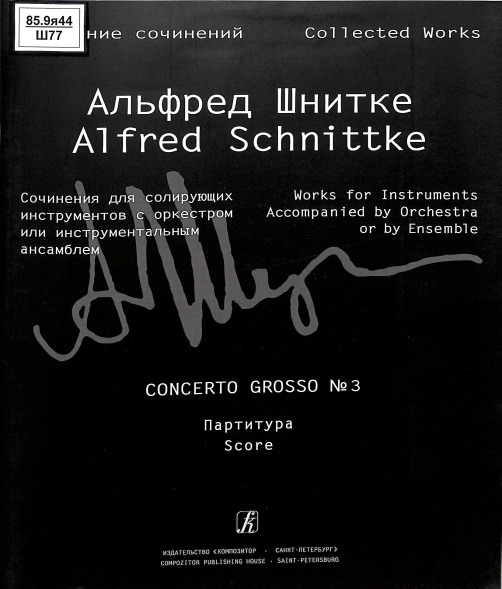 85.9я44
Ш77
ние сочинений
Collected Works
Альфред Шнитке
Alfred Schnittke
Сочинения для солирующих
инструментов с оркестром
или инструментальным
ансамблем
Works for Instruments
Accompanied by Orchestra
or by Ensemble
CONCERTO GROSSO №3
Партитура
Score
ИЗДАТЕЛЬСТВО «КОМПОЗИТОР · САНКТ-ПЕТЕРБУРГ»
COMPOZITOR PUBLISHING HOUSE · SAINT-PETERSBURG